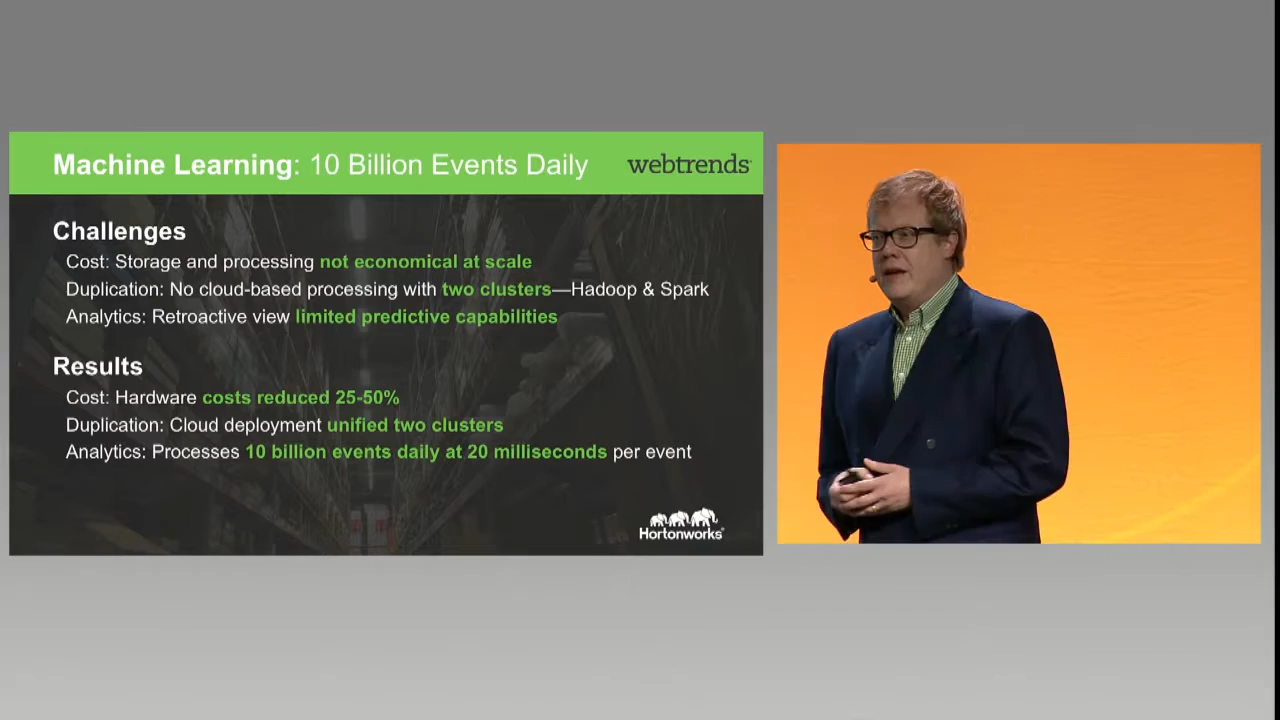 Machine Learning: 10 Billion Events Daily
webtrends
Challenges
Cost: Storage and processing not economical at scale
Duplication: No cloud-based processing with two clusters—Hadoop & Spark
Analytics: Retroactive view limited predictive capabilities
Results
Cost: Hardware costs reduced 25-50%
Duplication: Cloud deployment unified two clusters
Analytics: Processes 10 billion events daily at 20 milliseconds per event
Hortonworks